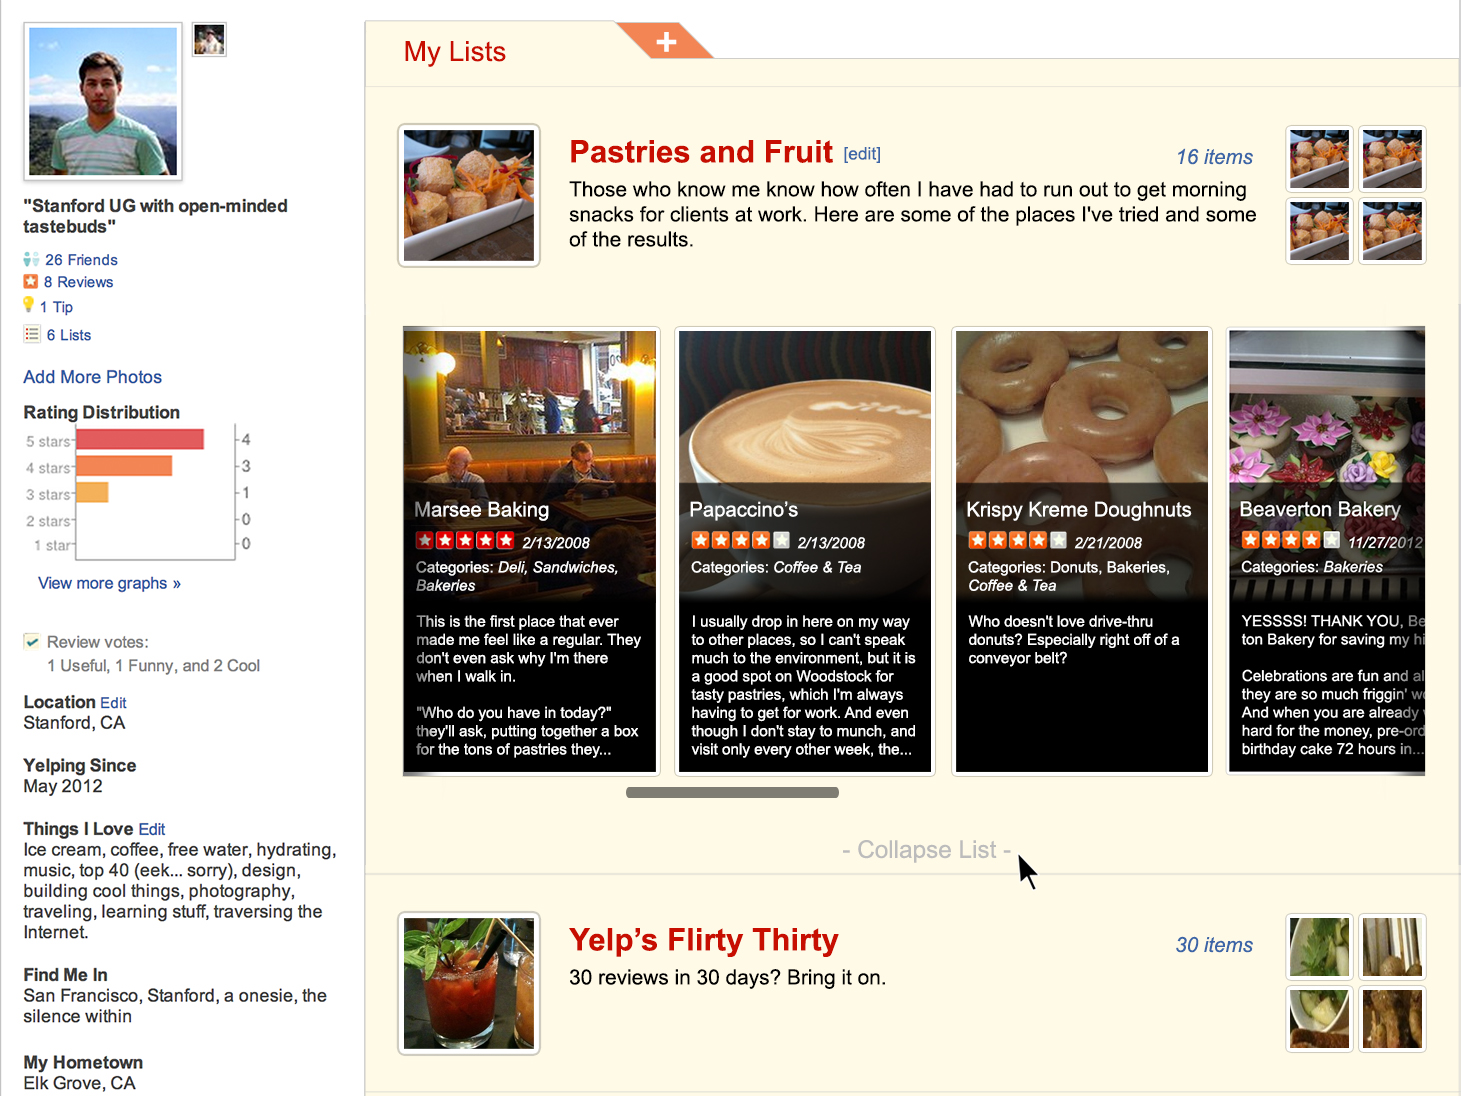 "Stanford UG with open-minded
tastebuds"
26 Friends
8 Reviews
1 Tip
6 Lists
Add More Photos
Rating Distribution
5 stars 4
4 stars 3
3 stars 1
2 stars 0
1 star 0
View more graphs »
Review votes:
1 Useful, 1 Funny, and 2 Cool
Location Edit
Stanford, CA
Yelping Since
May 2012
Things I Love Edit
Ice cream, coffee, free water, hydrating,
music, top 40 (eek... sorry), design,
building cool things, photography,
traveling, learning stuff, traversing the
Internet.
Find Me In
San Francisco, Stanford, a onesie, the
silence within
My Hometown
Elk Grove, CA
My Lists
+
Pastries and Fruit [edit]
16 items
Those who know me know how often I have had to run out to get morning
snacks for clients at work. Here are some of the places I've tried and some
of the results.
Marsee Baking
2/13/2008
Categories: Deli, Sandwiches,
Bakeries
This is the first place that ever
made me feel like a regular. They
don't even ask why I'm there
when I walk in.
"Who do you have in today?"
they'll ask, putting together a box
for the tons of pastries they...
Papaccino's
2/13/2008
Categories: Coffee & Tea
I usually drop in here on my way
to other places, so I can't speak
much to the environment, but it is
a good spot on Woodstock for
tasty pastries, which I'm always
having to get for work. And even
though I don't stay to munch, and
visit only every other week, the...
Krispy Kreme Doughnuts
2/21/2008
Categories: Donuts, Bakeries,
Coffee & Tea
Who doesn't love drive-thru
donuts? Especially right off of a
conveyor belt?
Beaverton Bakery
11/27/2012
Categories: Bakeries
YESSSS! THANK YOU, Be
ton Bakery for saving my hi
Celebrations are fun and al
they are so much friggin' wo
And when you are already
hard for the money, pre-ord
birthday cake 72 hours in...
- Collapse List -
Yelp's Flirty Thirty
30 items
30 reviews in 30 days? Bring it on.